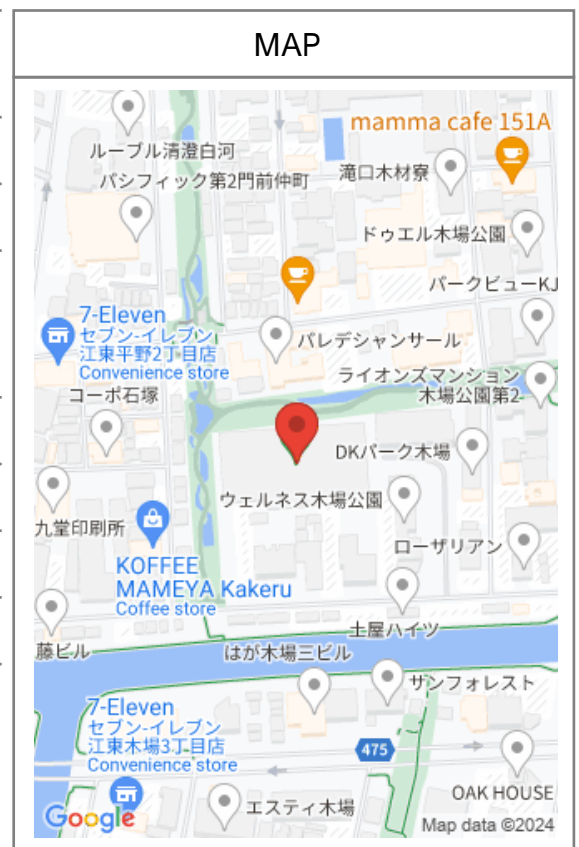 MAP
mamma cafe 151A
ルーブル清澄白河
滝口木材寮
パシフィック第2門前仲町
ドゥエル木場公園
パークビューKJ
7-Eleven
セブン-イレブン
江東平野2丁目店
Convenience store
パレデシャンサール
ライオンズマンション
木場公園第2
コーポ石塚
DKパーク木場
ウェルネス木場公園
九堂印刷所
ローザリアン
KOFFEE
MAMEYA Kakeru
Coffee store
土屋ハイツ
藤ビル
はが木場三ビル
サンフォレスト
7-Eleven
セブン-イレブン
江東木場3丁目店
Convenience store
475
OAK HOUSE
エスティ木場
Google
Map data ©2024